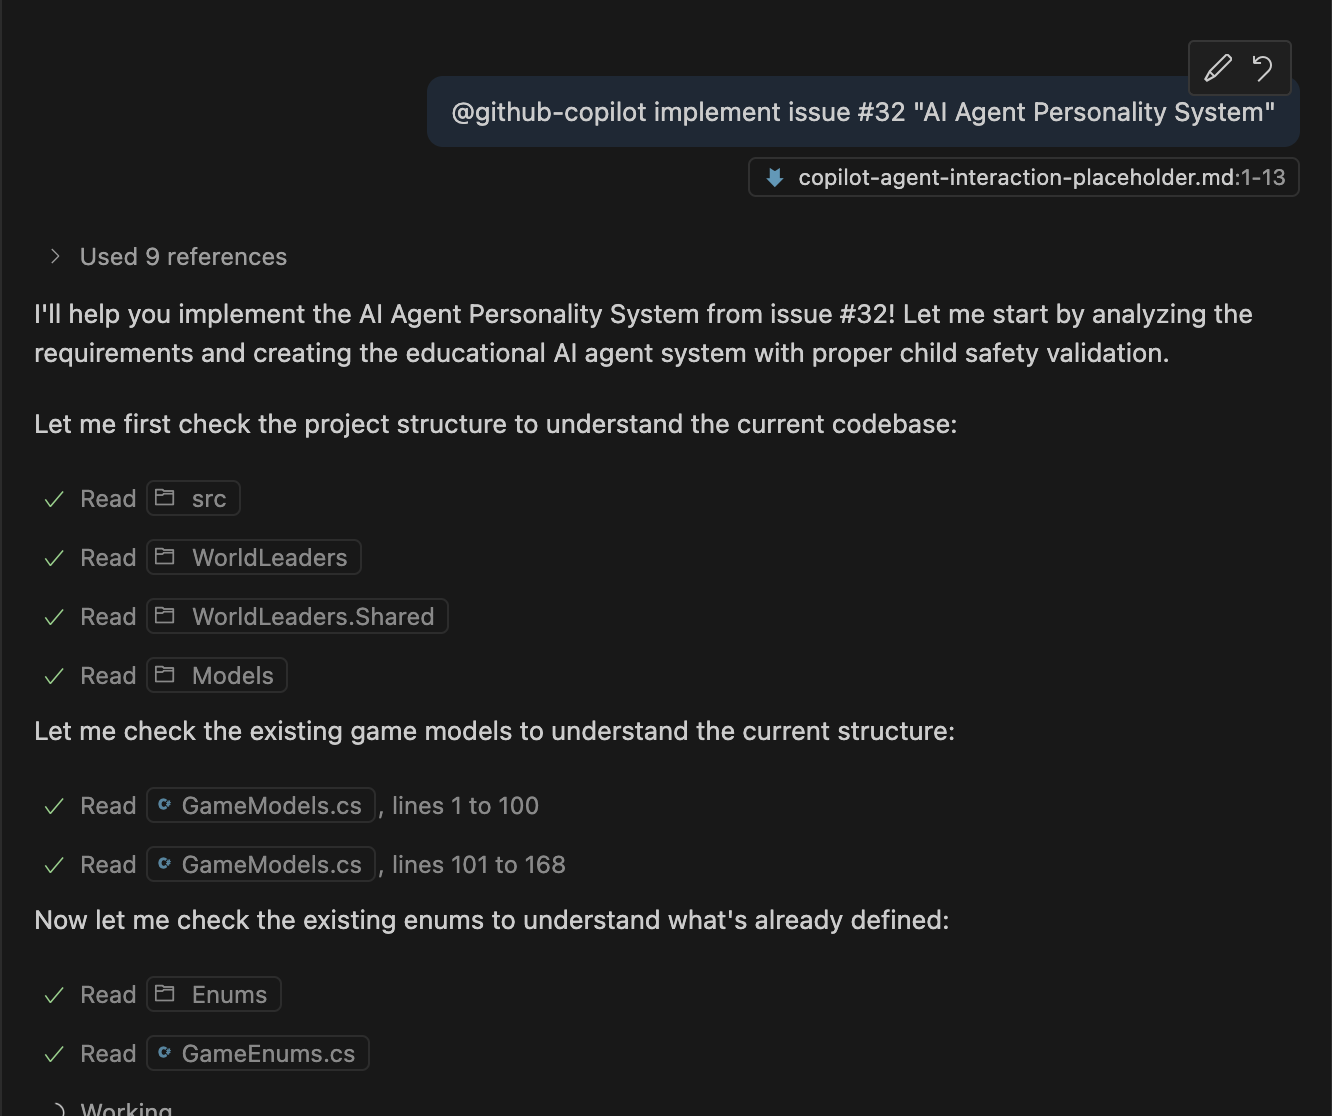 @github-copilot implement issue #32 "AI Agent Personality System"
copilot-agent-interaction-placeholder.md:1-13
Used 9 references
I'll help you implement the AI Agent Personality System from issue #32! Let me start by analyzing the
requirements and creating the educational AI agent system with proper child safety validation.
Let me first check the project structure to understand the current codebase:
Read src
Read WorldLeaders
Read WorldLeaders.Shared
Read Models
Let me check the existing game models to understand the current structure:
Read GameModels.cs, lines 1 to 100
Read GameModels.cs, lines 101 to 168
Now let me check the existing enums to understand what's already defined:
Read Enums
Read GameEnums.cs
Working